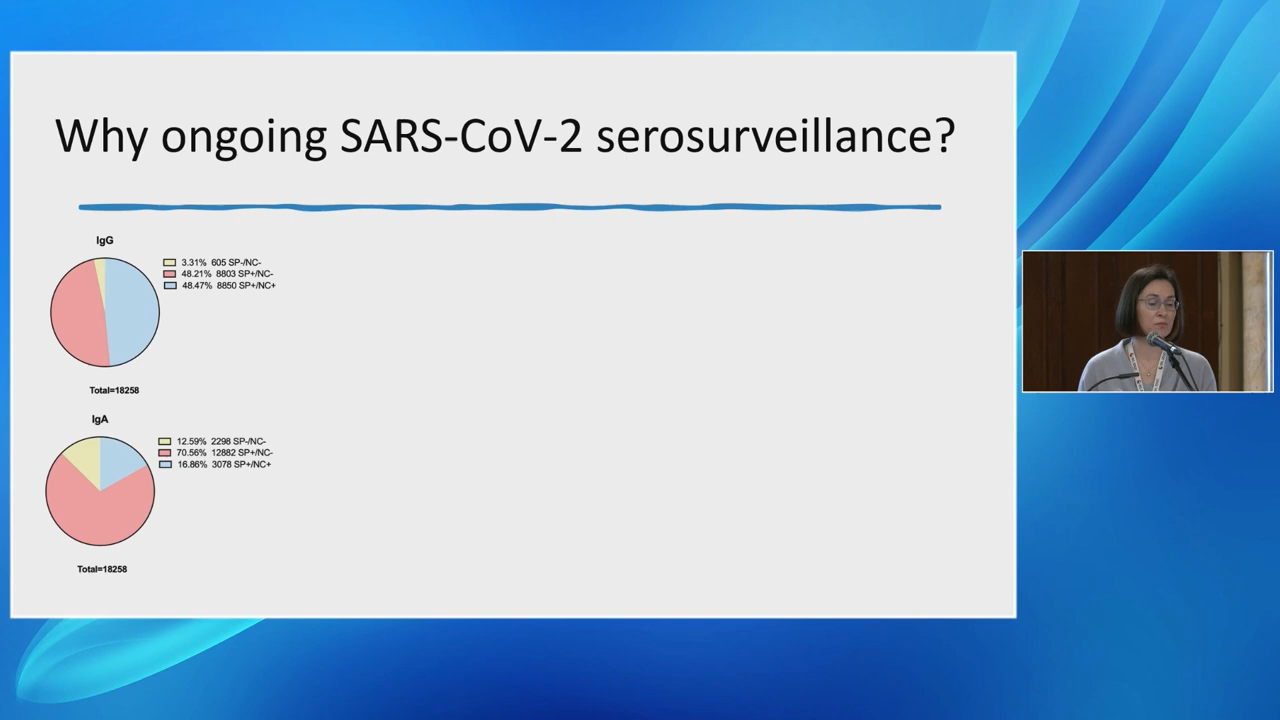 Why ongoing SARS-CoV-2 serosurveillance?
IgG
3.31% 605 SP-/NC-
48.21% 8803 SP+/NC-
48.47% 8850 SP+/NC+
Total=18258
IgA
12.59% 2298 SP-/NC-
70.56% 12882 SP+/NC-
16.86% 3078 SP+/NC+
Total=18258